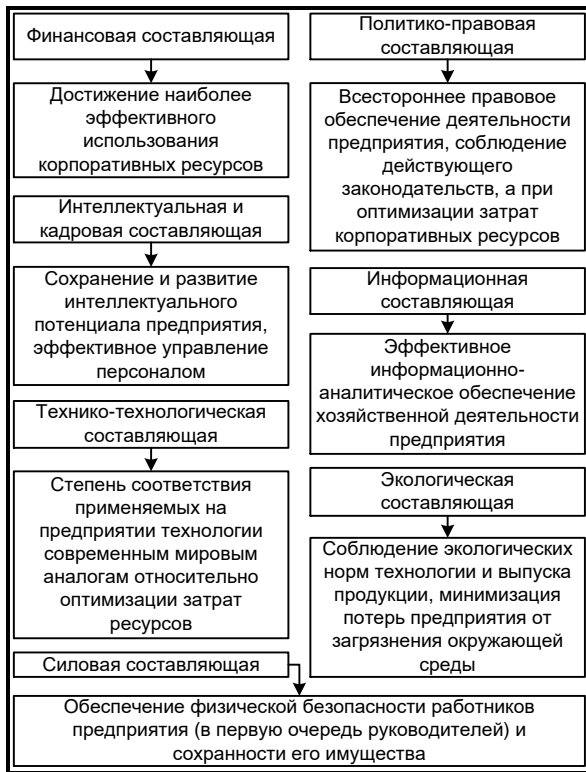 Финансовая составляющая
Достижение наиболее
эффективного
использования
корпоративных ресурсов
Интеллектуальная и
кадровая составляющая
Сохранение и развитие
интеллектуального
потенциала предприятия,
эффективное управление
персоналом
Технико-технологическая
составляющая
Степень соответствия
применяемых на
предприятии технологии
современным мировым
аналогам относительно
оптимизации затрат
ресурсов
Политико-правовая
составляющая
Всестороннее правовое
обеспечение деятельности
предприятия, соблюдение
действующего
законодательств, а при
оптимизации затрат
корпоративных ресурсов
Информационная
составляющая
Эффективное
информационно-
аналитическое обеспечение
хозяйственной деятельности
предприятия
Экологическая
составляющая
Соблюдение экологических
норм технологии и выпуска
продукции, минимизация
потерь предприятия от
загрязнения окружающей
среды
Силовая составляющая
Обеспечение физической безопасности работников
предприятия (в первую очередь руководителей) и
сохранности его имущества